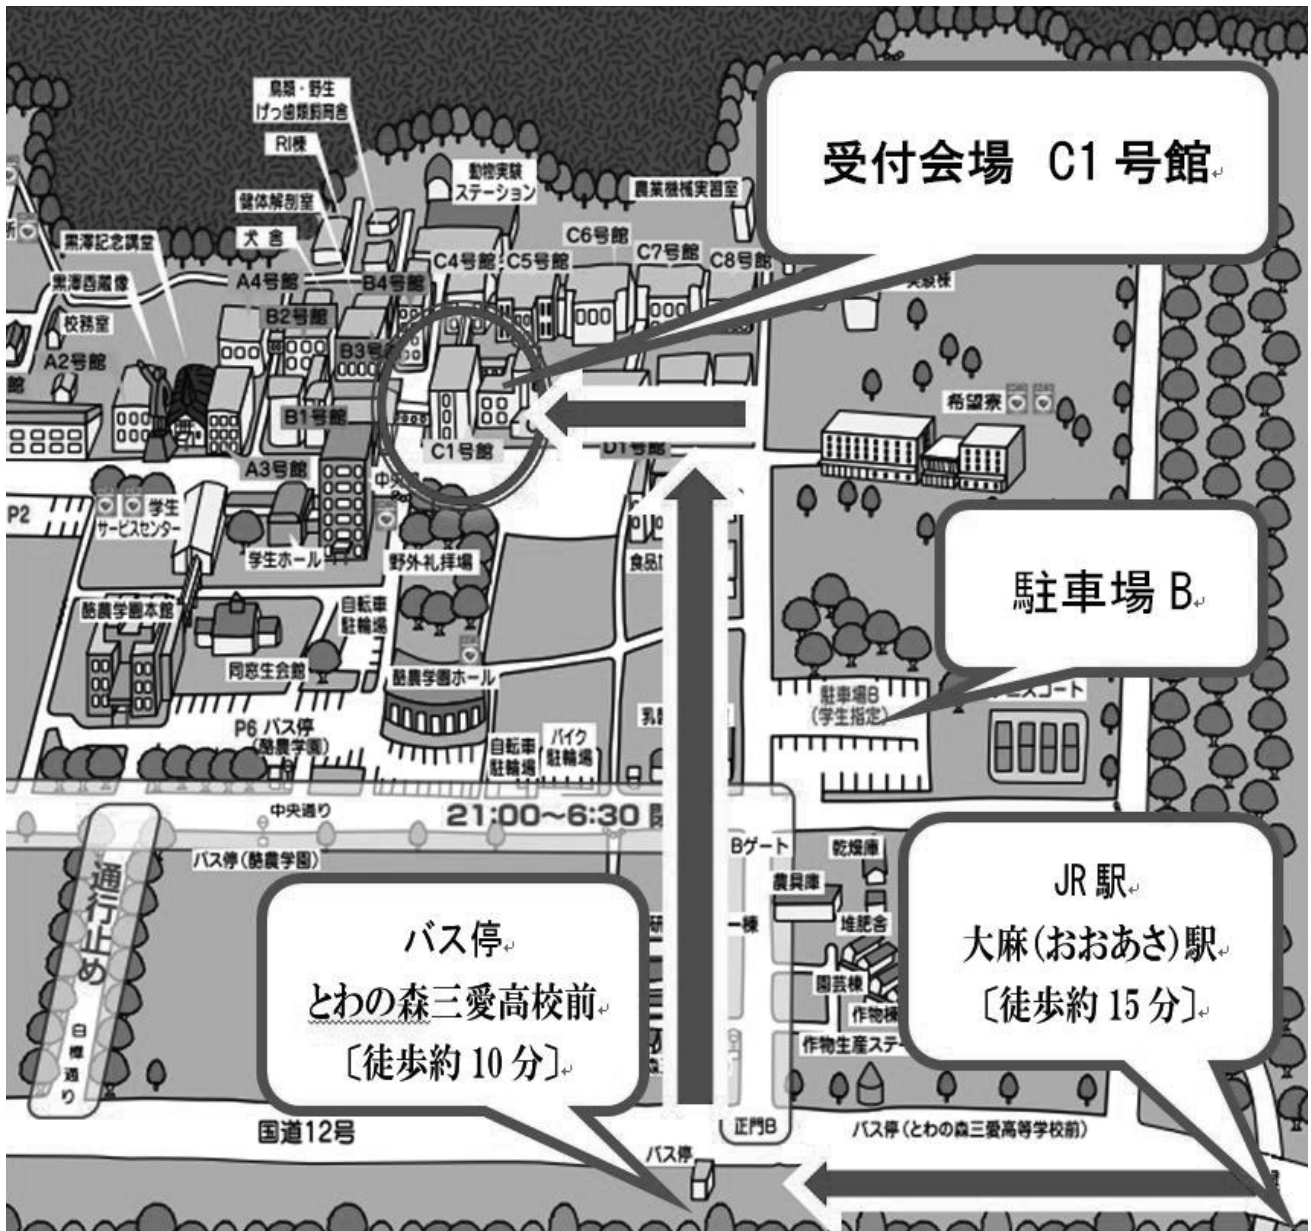 鳥類・野生
げっ歯類飼育舎
RI棟
動物実験
ステーション
農業機械実習室
受付会場 C1号館
健体解剖室
犬舎
黒澤記念講堂
黒澤酉蔵像
校務室
A4号館
B4号館
C4号館
C5号館
C6号館
C7号館
C8号館
実験棟
B2号館
B3号館
A2号館
B1号館
A3号館
C1号館
D1号館
希望寮
P2
学生
サービスセンター
学生ホール
野外礼拝場
駐車場B
酪農学園本館
自転車
駐輪場
同窓生会館
酪農学園ホール
駐車場B
(学生指定)
P6 バス停
(酪農学園)
自転車
駐輪場
バイク
駐輪場
中央通り
21:00～6:30
バス停(酪農学園)
Bゲート
乾燥庫
農具庫
堆肥舎
園芸棟
作物棟
作物生産ステー
通行止め
白樺通り
バス停
とわの森三愛高校前
〔徒歩約10分〕
JR駅
大麻(おおあさ)駅
〔徒歩約15分〕
国道12号
正門B
バス停(とわの森三愛高等学校前)
バス停